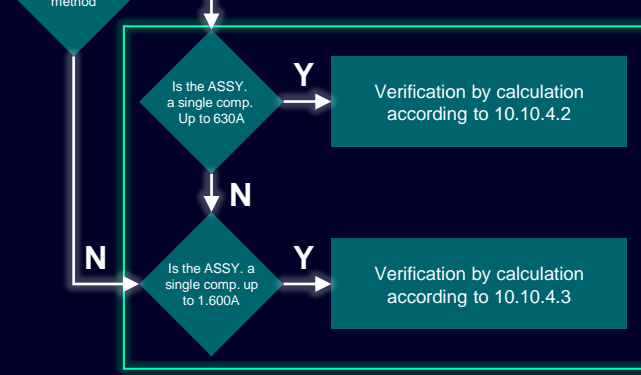 method
Is the ASSY.
a single comp.
Up to 630A
Y
Verification by calculation
according to 10.10.4.2
N
N
Is the ASSY. a
single comp. up
to 1.600A
Y
Verification by calculation
according to 10.10.4.3